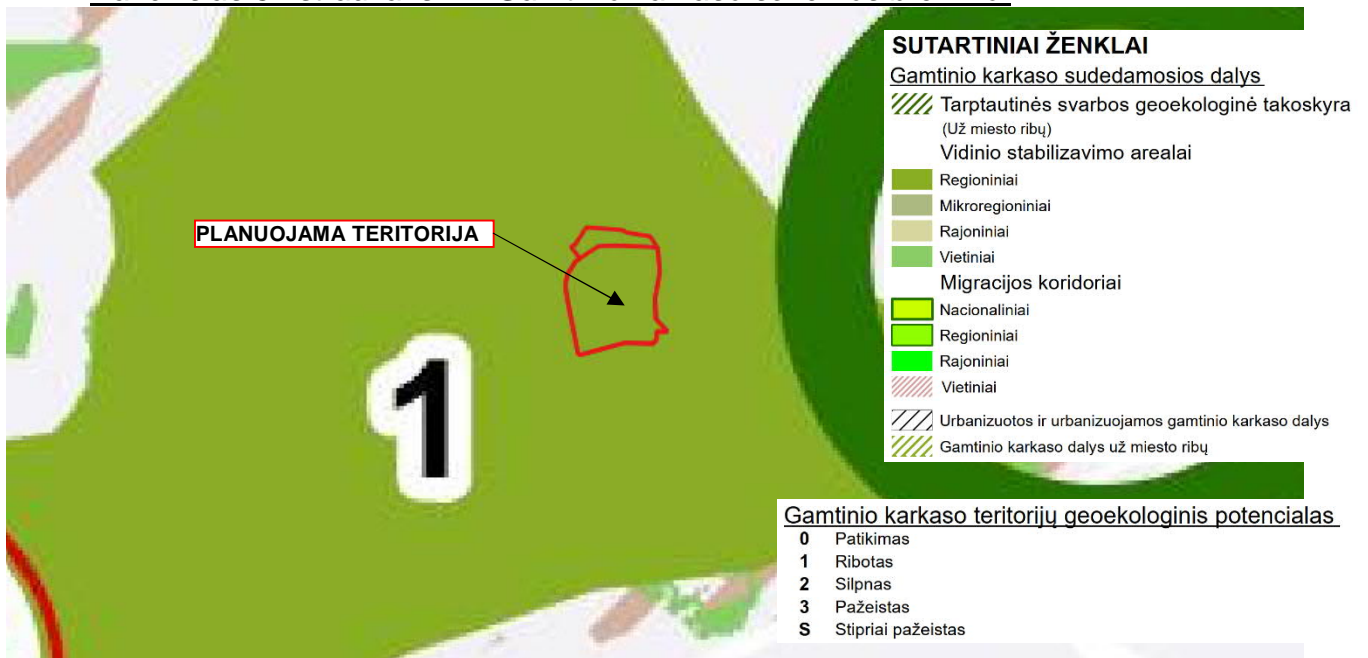 SUTARTINIAI ŽENKLAI
Gamtinio karkaso sudedamosios dalys
Tarptautinės svarbos geoekologinė takoskyra
(Už miesto ribų)
Vidinio stabilizavimo arealai
Regioniniai
Mikroregioniniai
Rajoniniai
Vietiniai
Migracijos koridoriai
Nacionaliniai
Regioniniai
Rajoniniai
Vietiniai
Urbanizuotos ir urbanizuojamos gamtinio karkaso dalys
Gamtinio karkaso dalys už miesto ribų
PLANUOJAMA TERITORIJA
1
Gamtinio karkaso teritorijų geoekologinis potencialas
0 Patikimas
1 Ribotas
2 Silpnas
3 Pažeistas
S Stipriai pažeistas